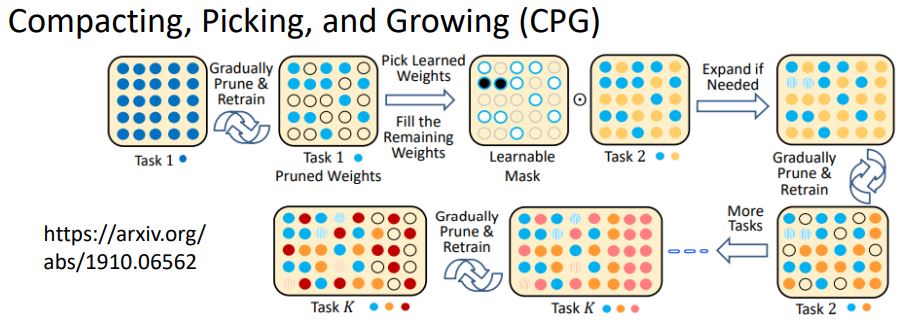 Compacting, Picking, and Growing (CPG)
Gradually
Prune &
Retrain
Pick Learned
Weights
Fill the
Remaining
Weights
Expand if
Needed
Task 1
Task 1
Pruned Weights
Learnable
Mask
Task 2
Gradually
Prune &
Retrain
More
Tasks
Gradually
Prune &
Retrain
https://arxiv.org/
abs/1910.06562
Task K
Task K
Task 2